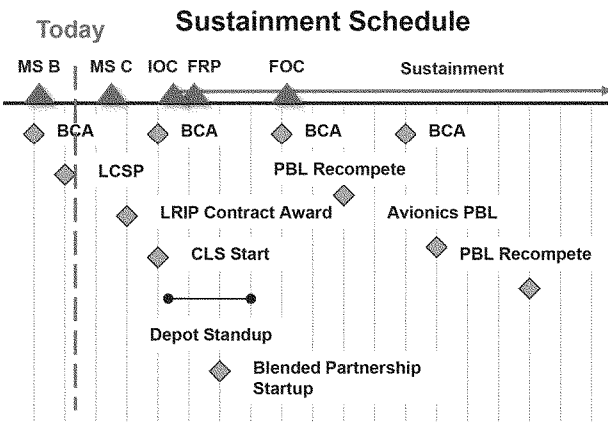 Sustainment Schedule
Today
MS B MS C IOC FRP FOC Sustainment
BCA BCA BCA BCA
LCSP
PBL Recompete
LRIP Contract Award
Avionics PBL
CLS Start
PBL Recompete
Depot Standup
Blended Partnership
Startup